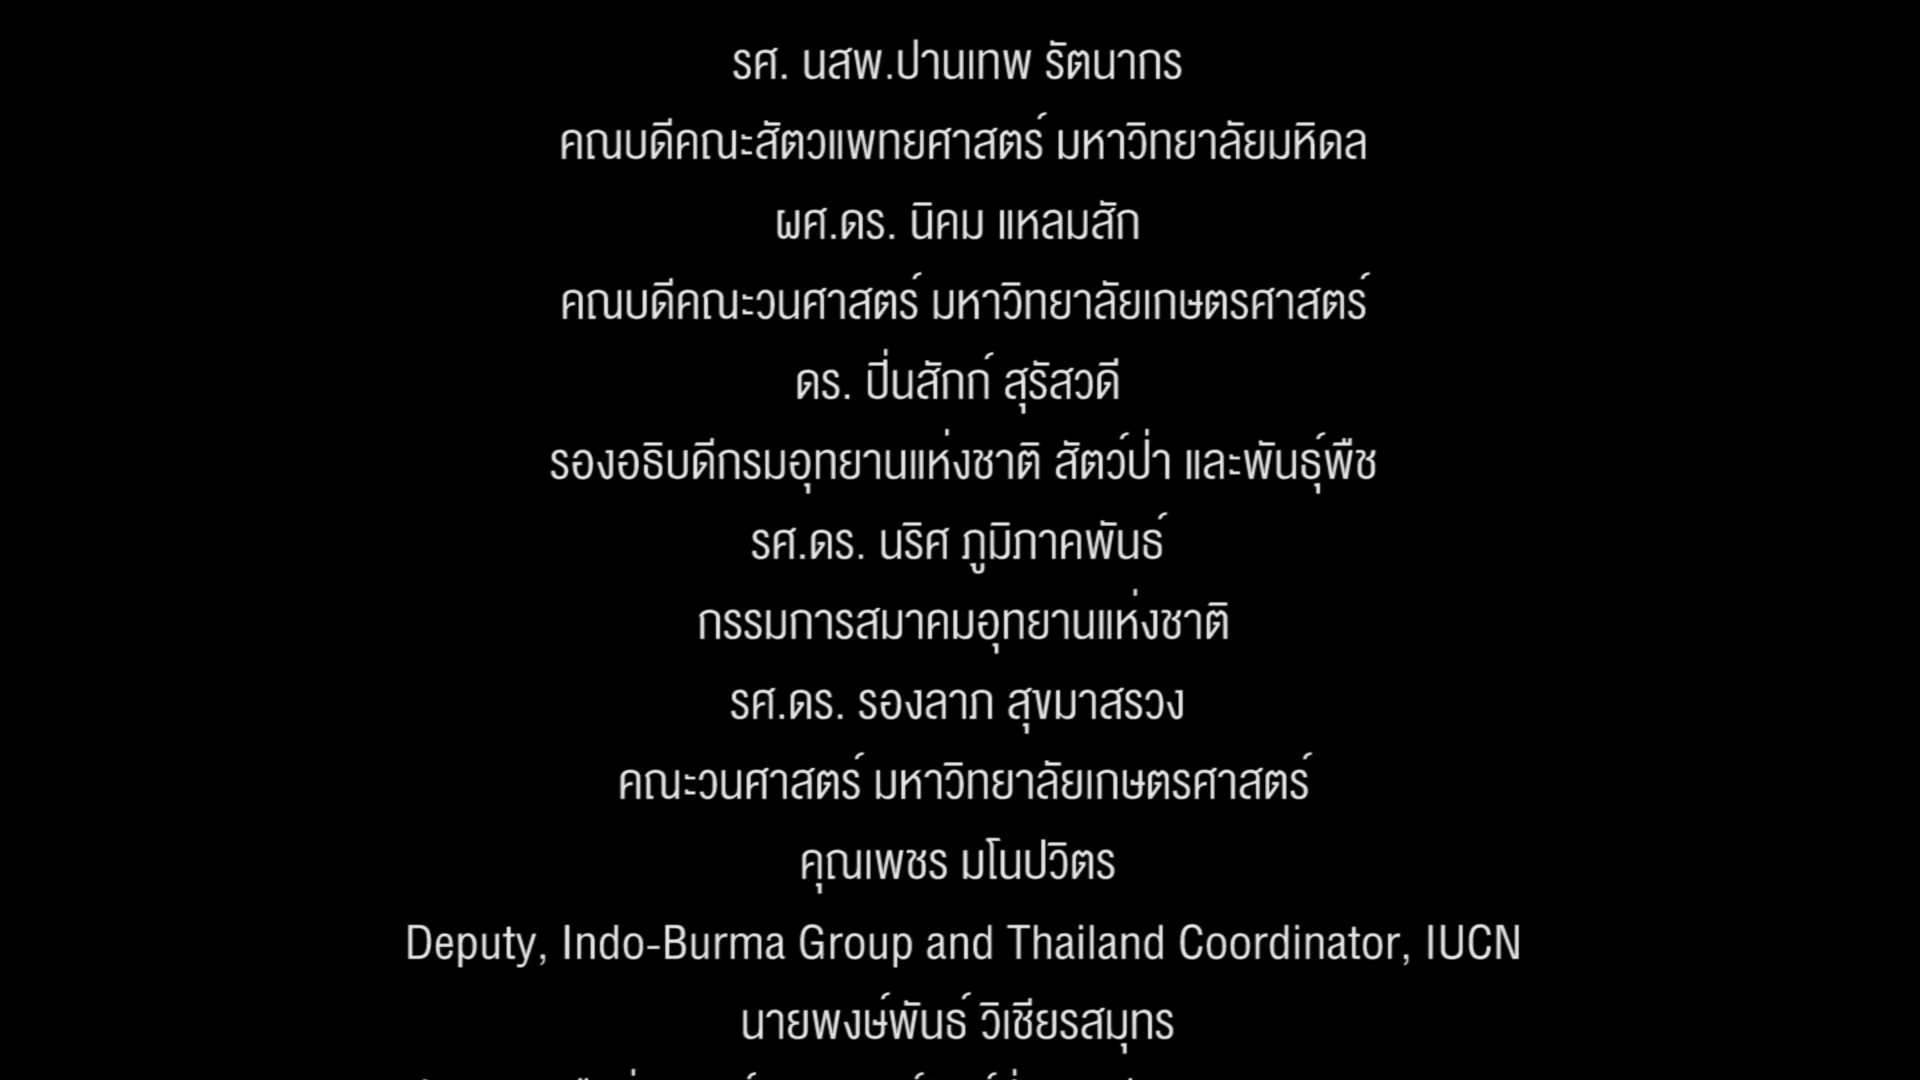 รศ. นสพ.ปานเทพ รัตนากร
คณบดีคณะสัตวแพทยศาสตร์ มหาวิทยาลัยมหิดล
ผศ.ดร. นิคม แหลมสัก
คณบดีคณะวนศาสตร์ มหาวิทยาลัยเกษตรศาสตร์
ดร. ปิ่นสักก์ สุรัสวดี
รองอธิบดีกรมอุทยานแห่งชาติ สัตว์ป่า และพันธุ์พืช
รศ.ดร. นริศ ภูมิภาคพันธ์
กรรมการสมาคมอุทยานแห่งชาติ
รศ.ดร. รองลาภ สุขมาสรวง
คณะวนศาสตร์ มหาวิทยาลัยเกษตรศาสตร์
คุณเพชร มโนปวิตร
Deputy, Indo-Burma Group and Thailand Coordinator, IUCN
นายพงษ์พันธ์ วิเชียรสมุทร